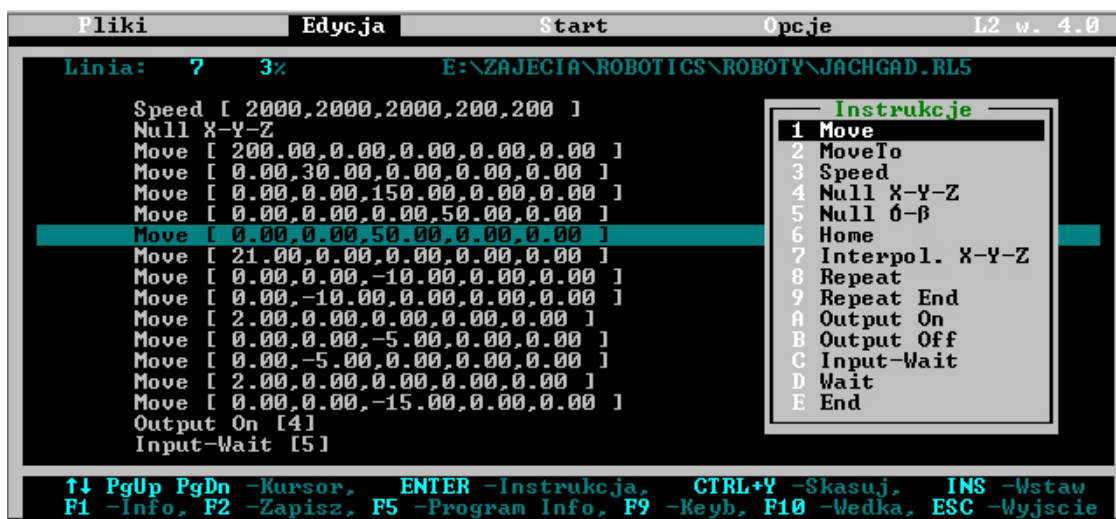 Pliki Edycja Start Opcje L2 w. 4.0
Linia: 7 3% E:\ZAJECIA\ROBOTICS\ROBOTY\JACHGAD.RL5
Speed [ 2000,2000,2000,200,200 ]
Null X-Y-Z
Move [ 200.00,0.00,0.00,0.00,0.00 ]
Move [ 0.00,30.00,0.00,0.00,0.00 ]
Move [ 0.00,0.00,150.00,0.00,0.00 ]
Move [ 0.00,0.00,0.00,50.00,0.00 ]
Move [ 0.00,0.00,50.00,0.00,0.00 ]
Move [ 21.00,0.00,0.00,0.00,0.00 ]
Move [ 0.00,0.00,-10.00,0.00,0.00 ]
Move [ 0.00,-10.00,0.00,0.00,0.00 ]
Move [ 2.00,0.00,0.00,0.00,0.00 ]
Move [ 0.00,0.00,-5.00,0.00,0.00 ]
Move [ 0.00,-5.00,0.00,0.00,0.00 ]
Move [ 2.00,0.00,0.00,0.00,0.00 ]
Move [ 0.00,0.00,-15.00,0.00,0.00 ]
Output On [4]
Input-Wait [5]
Instrukcje
1 Move
2 MoveTo
3 Speed
4 Null X-Y-Z
5 Null Ó-β
6 Home
7 Interpol. X-Y-Z
8 Repeat
9 Repeat End
A Output On
B Output Off
C Input-Wait
D Wait
E End
↑↓ PgUp PgDn -Kursor, ENTER -Instrukcja, CTRL+Y -Skasuj, INS -Wstaw
F1 -Info, F2 -Zapisz, F5 -Program Info, F9 -Keyb, F10 -Wedka, ESC -Wyjscie